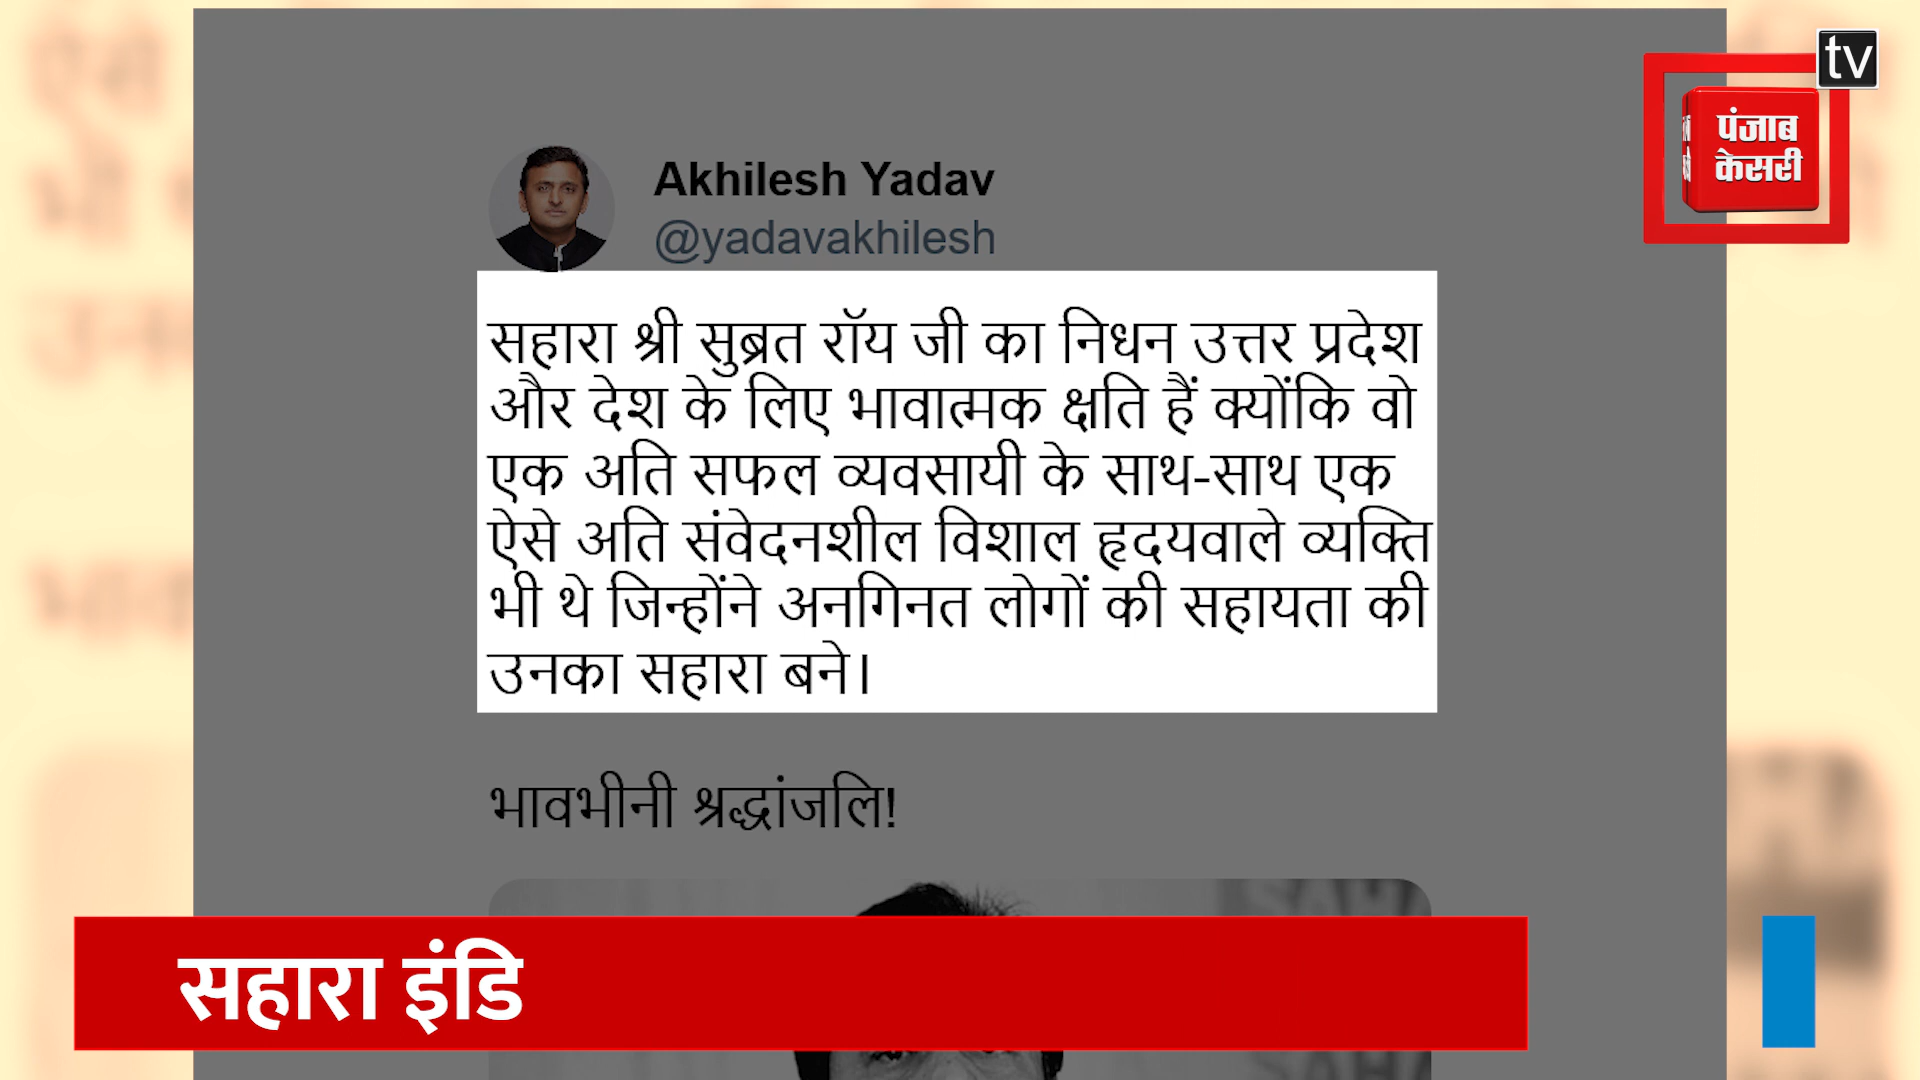 tv
पंजाब
केसरी
Akhilesh Yadav
@yadavakhilesh
सहारा श्री सुब्रत रॉय जी का निधन उत्तर प्रदेश
और देश के लिए भावात्मक क्षति हैं क्योंकि वो
एक अति सफल व्यवसायी के साथ-साथ एक
ऐसे अति संवेदनशील विशाल हृदयवाले व्यक्ति
भी थे जिन्होंने अनगिनत लोगों की सहायता की
उनका सहारा बने।
भावभीनी श्रद्धांजलि!
सहारा इंडि